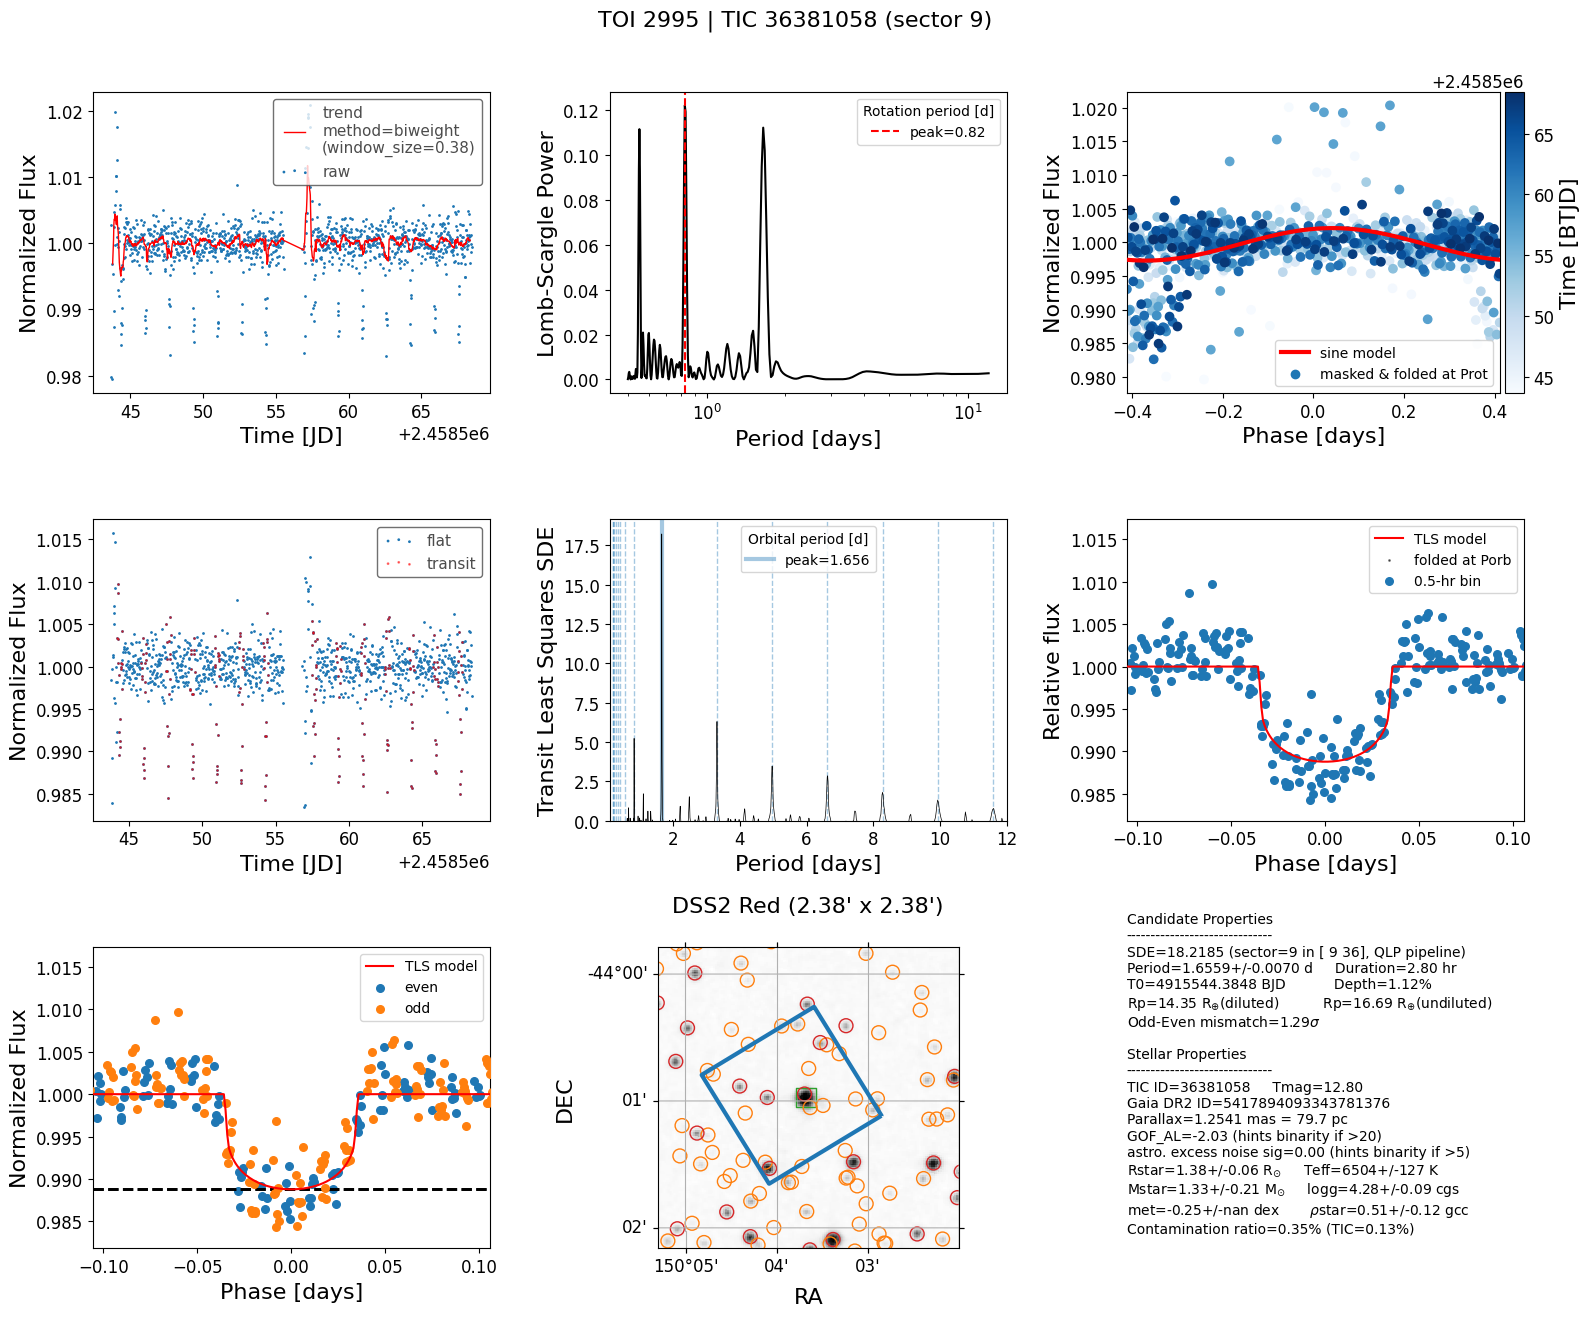 TOI 2995 | TIC 36381058 (sector 9)
Normalized Flux
1.02
1.01
1.00
0.99
0.98
trend
method=biweight
(window_size=0.38)
raw
45
50
55
60
65
Time [JD]
+2.4585e6
Lomb-Scargle Power
0.12
0.10
0.08
0.06
0.04
0.02
0.00
Rotation period [d]
peak=0.82
10⁰
10¹
Period [days]
Normalized Flux
1.020
1.015
1.010
1.005
1.000
0.995
0.990
0.985
0.980
sine model
masked & folded at Prot
−0.4
−0.2
0.0
0.2
0.4
Phase [days]
+2.4585e6
65
60
55
50
45
Time [BTJD]
Normalized Flux
1.015
1.010
1.005
1.000
0.995
0.990
0.985
flat
transit
45
50
55
60
65
Time [JD]
+2.4585e6
Transit Least Squares SDE
17.5
15.0
12.5
10.0
7.5
5.0
2.5
0.0
Orbital period [d]
peak=1.656
2
4
6
8
10
12
Period [days]
Relative flux
1.015
1.010
1.005
1.000
0.995
0.990
0.985
TLS model
folded at Porb
0.5-hr bin
−0.10
−0.05
0.00
0.05
0.10
Phase [days]
Normalized Flux
1.015
1.010
1.005
1.000
0.995
0.990
0.985
TLS model
even
odd
−0.10
−0.05
0.00
0.05
0.10
Phase [days]
DSS2 Red (2.38' x 2.38')
DEC
-44°00'
01'
02'
150°05'
04'
03'
RA
Candidate Properties
------------------------------
SDE=18.2185 (sector=9 in [ 9 36], QLP pipeline)
Period=1.6559+/-0.0070 d Duration=2.80 hr
T0=4915544.3848 BJD Depth=1.12%
Rp=14.35 R⊕(diluted) Rp=16.69 R⊕(undiluted)
Odd-Even mismatch=1.29σ
Stellar Properties
------------------------------
TIC ID=36381058 Tmag=12.80
Gaia DR2 ID=5417894093343781376
Parallax=1.2541 mas = 79.7 pc
GOF_AL=-2.03 (hints binarity if >20)
astro. excess noise sig=0.00 (hints binarity if >5)
Rstar=1.38+/-0.06 R⊙ Teff=6504+/-127 K
Mstar=1.33+/-0.21 M⊙ logg=4.28+/-0.09 cgs
met=-0.25+/-nan dex ρstar=0.51+/-0.12 gcc
Contamination ratio=0.35% (TIC=0.13%)